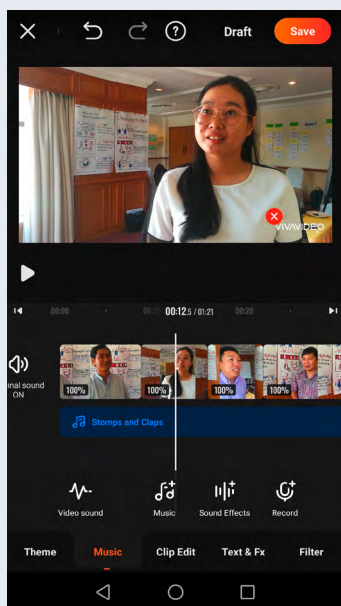 Draft
Save
VIVAVIDEO
00:00
00:12.5 / 01:21
00:20
nal sound
ON
100%
100%
100%
100%
Stomps and Claps
Video sound
Music
Sound Effects
Record
Theme
Music
Clip Edit
Text & Fx
Filter